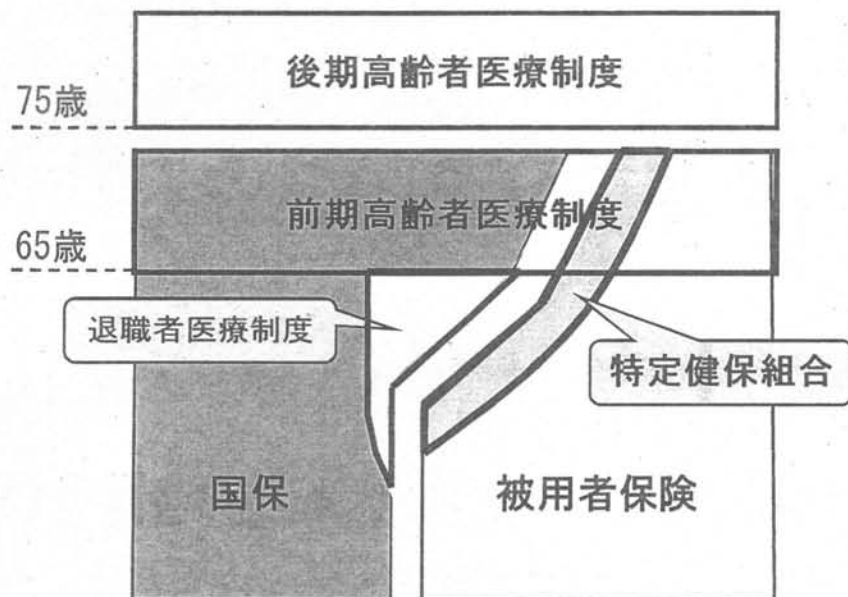 後期高齢者医療制度
75歳
前期高齢者医療制度
65歳
退職者医療制度
特定健保組合
国保
被用者保険